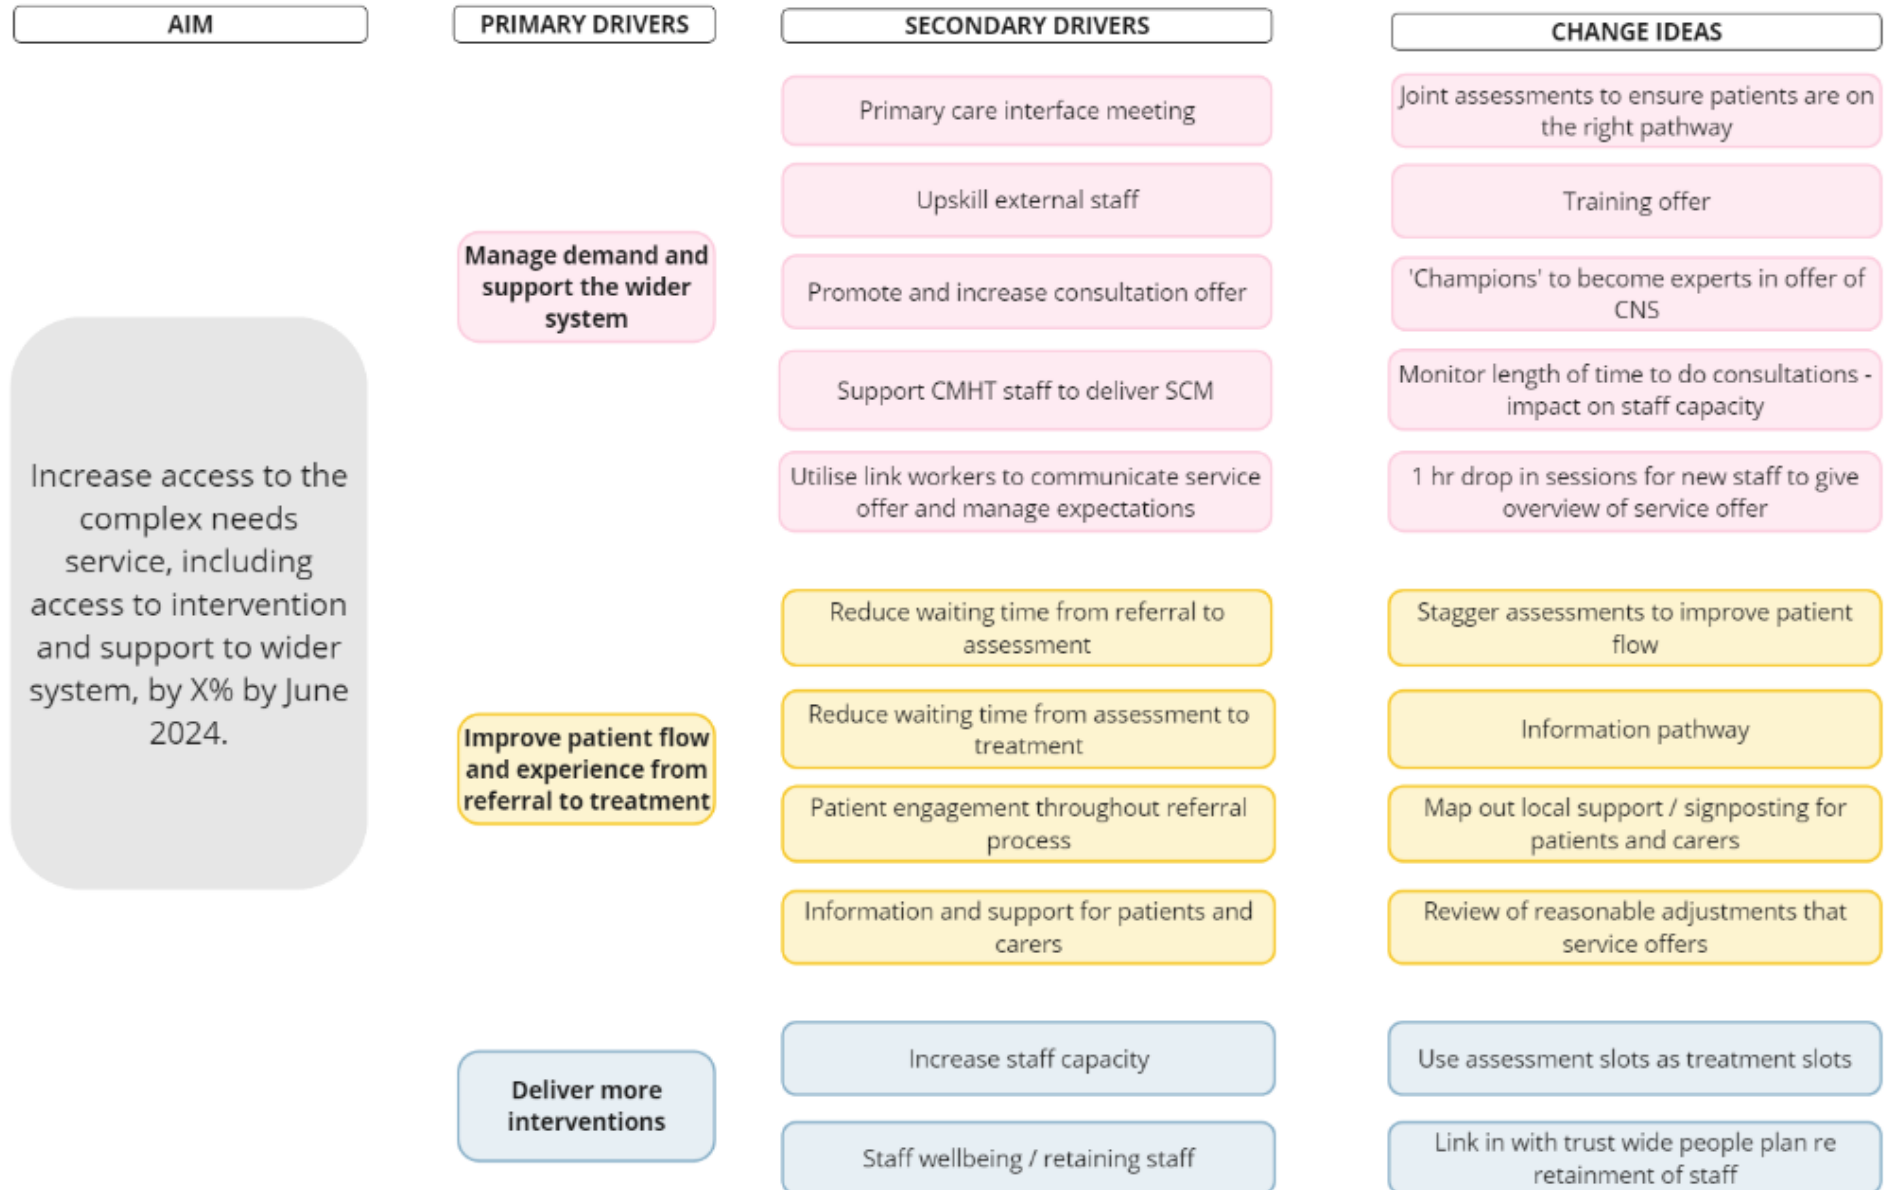 AIM
PRIMARY DRIVERS
SECONDARY DRIVERS
CHANGE IDEAS
Increase access to the
complex needs
service, including
access to intervention
and support to wider
system, by X% by June
2024.
Manage demand and
support the wider
system
Primary care interface meeting
Joint assessments to ensure patients are on
the right pathway
Upskill external staff
Training offer
Promote and increase consultation offer
'Champions' to become experts in offer of
CNS
Support CMHT staff to deliver SCM
Monitor length of time to do consultations -
impact on staff capacity
Utilise link workers to communicate service
offer and manage expectations
1 hr drop in sessions for new staff to give
overview of service offer
Improve patient flow
and experience from
referral to treatment
Reduce waiting time from referral to
assessment
Stagger assessments to improve patient
flow
Reduce waiting time from assessment to
treatment
Information pathway
Patient engagement throughout referral
process
Map out local support / signposting for
patients and carers
Information and support for patients and
carers
Review of reasonable adjustments that
service offers
Deliver more
interventions
Increase staff capacity
Use assessment slots as treatment slots
Staff wellbeing / retaining staff
Link in with trust wide people plan re
retainment of staff